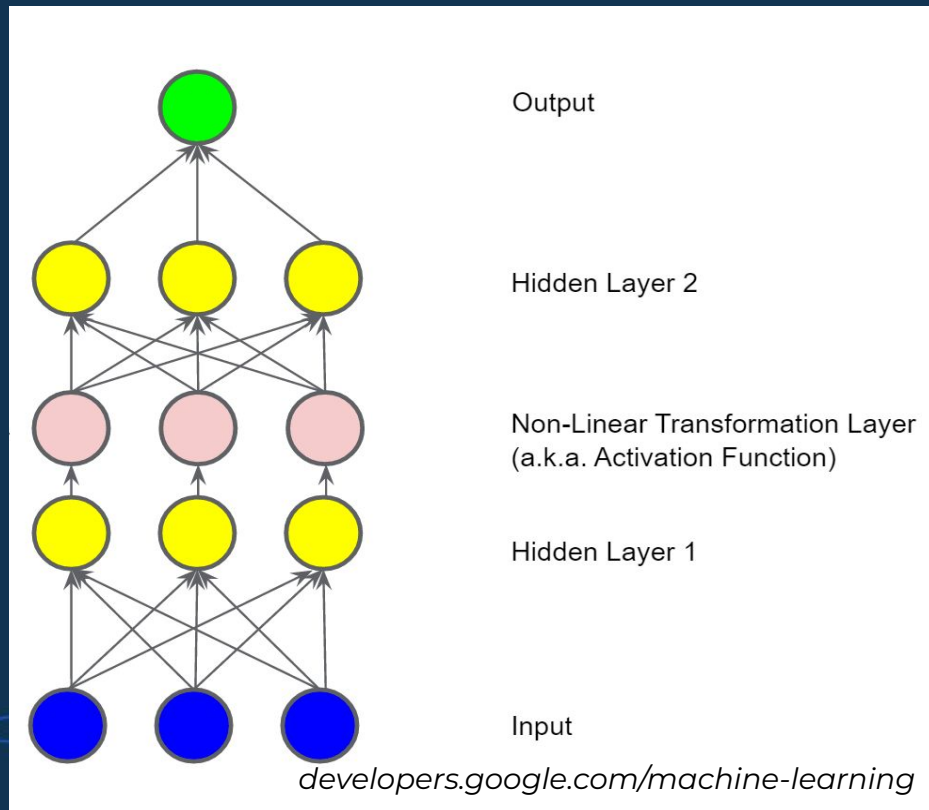 Output
Hidden Layer 2
Non-Linear Transformation Layer
(a.k.a. Activation Function)
Hidden Layer 1
Input
developers.google.com/machine-learning